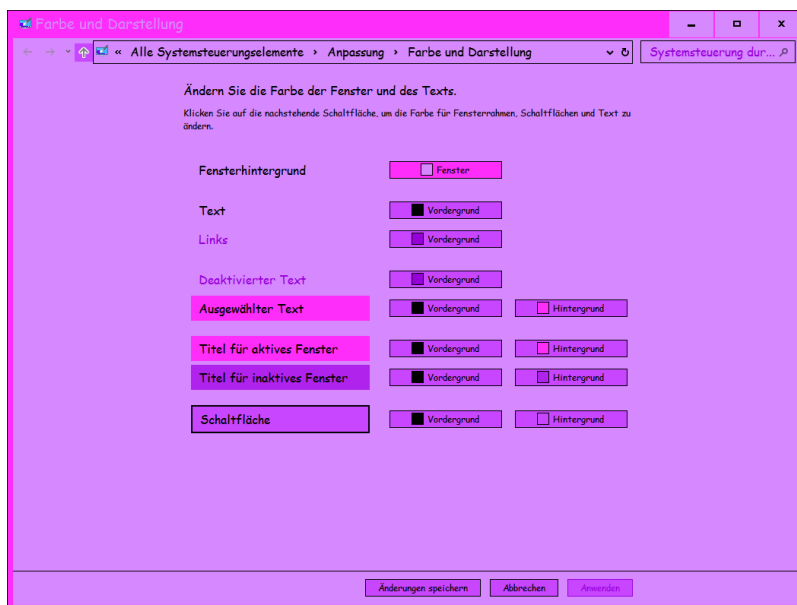 Farbe und Darstellung
« Alle Systemsteuerungselemente › Anpassung › Farbe und Darstellung
Systemsteuerung dur...
Ändern Sie die Farbe der Fenster und des Texts.
Klicken Sie auf die nachstehende Schaltfläche, um die Farbe für Fensterrahmen, Schaltflächen und Text zu
ändern.
Fensterhintergrund Fenster
Text Vordergrund
Links Vordergrund
Deaktivierter Text Vordergrund
Ausgewählter Text Vordergrund Hintergrund
Titel für aktives Fenster Vordergrund Hintergrund
Titel für inaktives Fenster Vordergrund Hintergrund
Schaltfläche Vordergrund Hintergrund
Änderungen speichern Abbrechen Anwenden